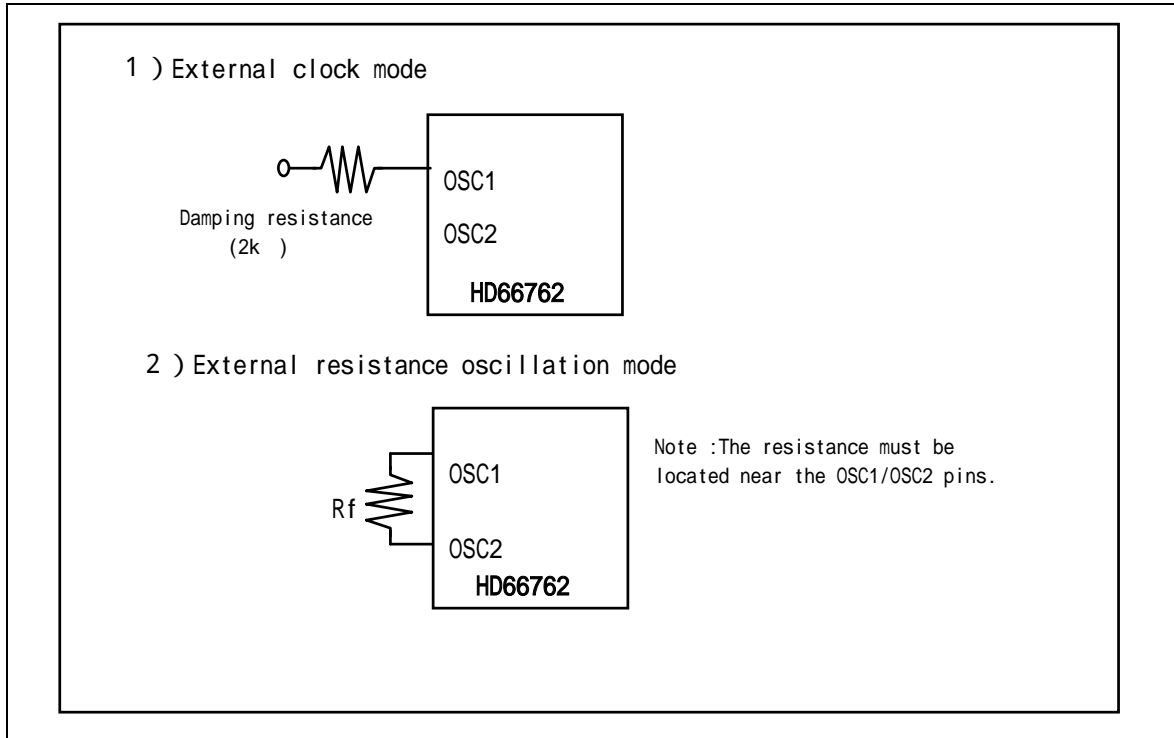 1 ) External clock mode
OSC1
Damping resistance
(2k )
OSC2
HD66762
2 ) External resistance oscillation mode
OSC1
Rf
OSC2
HD66762
Note :The resistance must be
located near the OSC1/OSC2 pins.